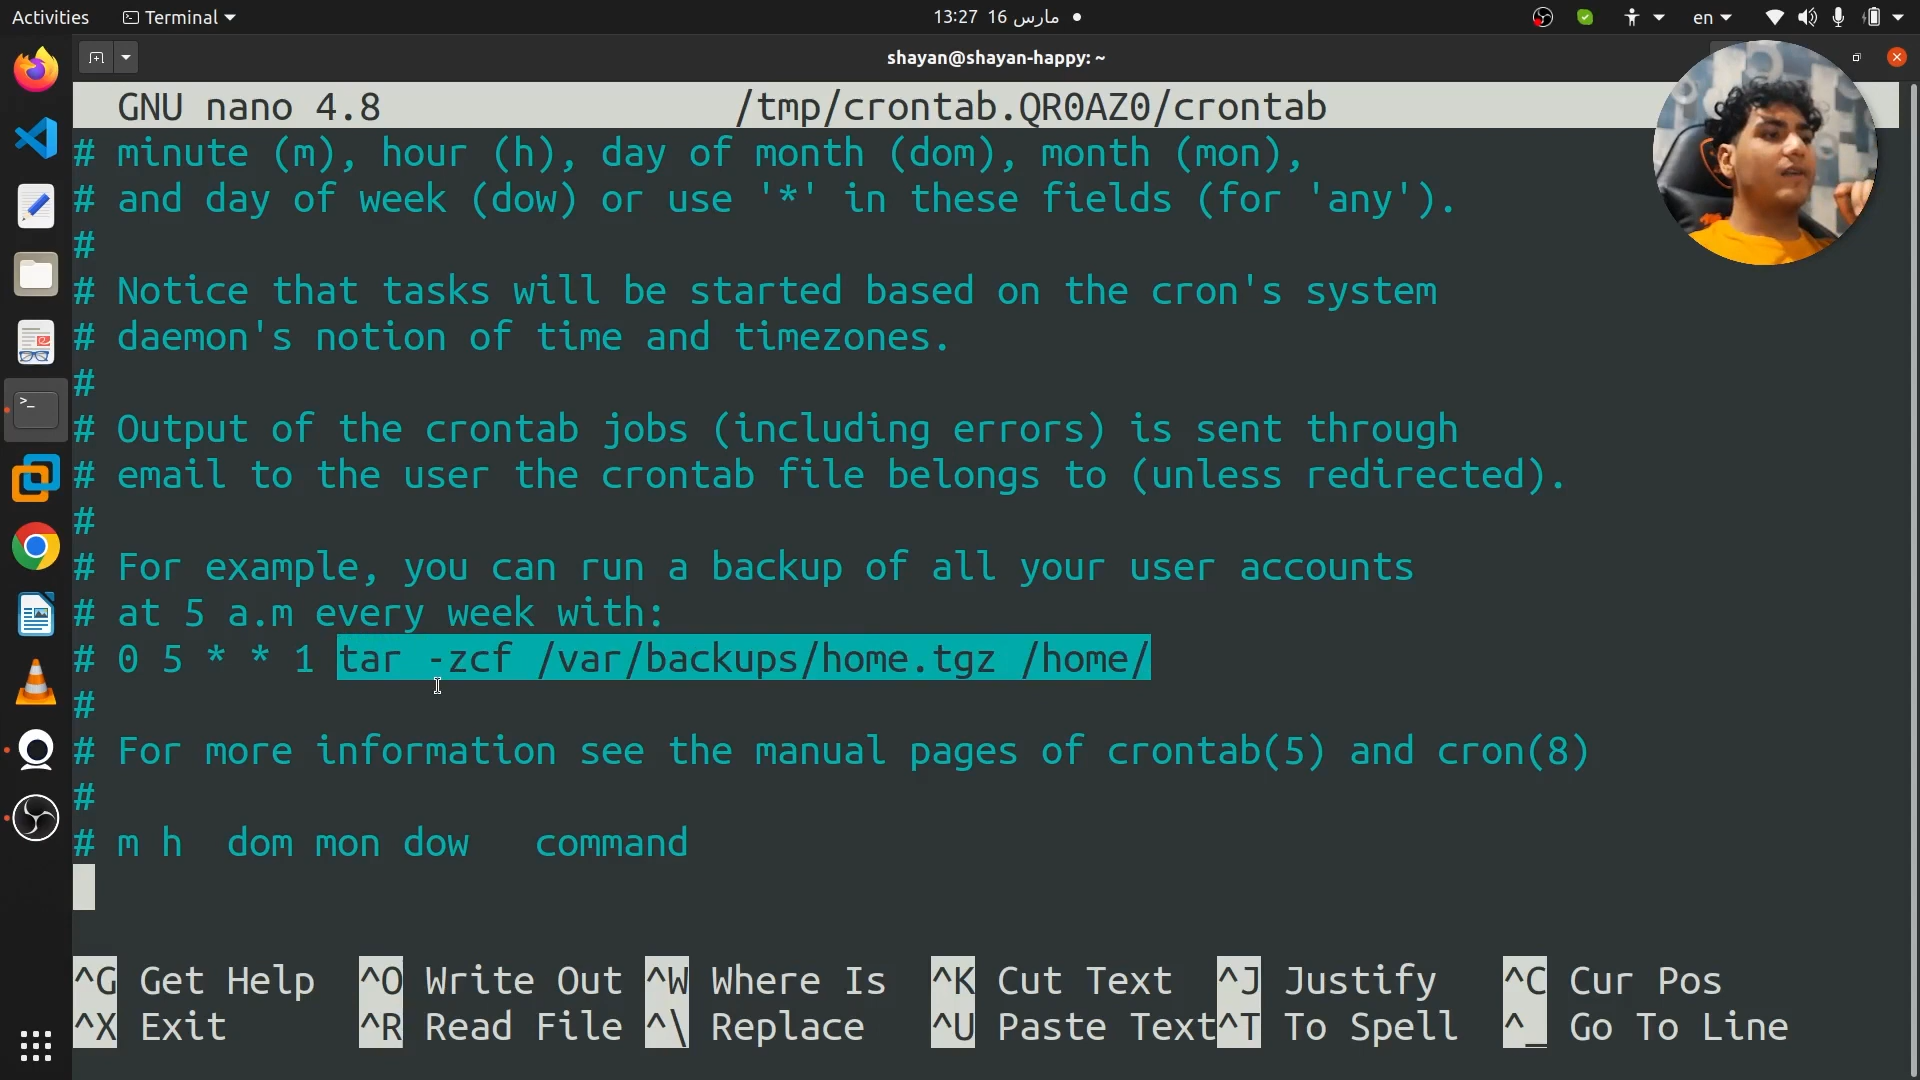 Activities Terminal 13:27 16 مارس en
shayan@shayan-happy: ~
GNU nano 4.8 /tmp/crontab.QR0AZ0/crontab
# minute (m), hour (h), day of month (dom), month (mon),
# and day of week (dow) or use '*' in these fields (for 'any').
#
# Notice that tasks will be started based on the cron's system
# daemon's notion of time and timezones.
#
# Output of the crontab jobs (including errors) is sent through
# email to the user the crontab file belongs to (unless redirected).
#
# For example, you can run a backup of all your user accounts
# at 5 a.m every week with:
# 0 5 * * 1 tar -zcf /var/backups/home.tgz /home/
#
# For more information see the manual pages of crontab(5) and cron(8)
#
# m h  dom mon dow   command
^G Get Help ^O Write Out ^W Where Is ^K Cut Text ^J Justify ^C Cur Pos
^X Exit ^R Read File ^\ Replace ^U Paste Text ^T To Spell ^_ Go To Line